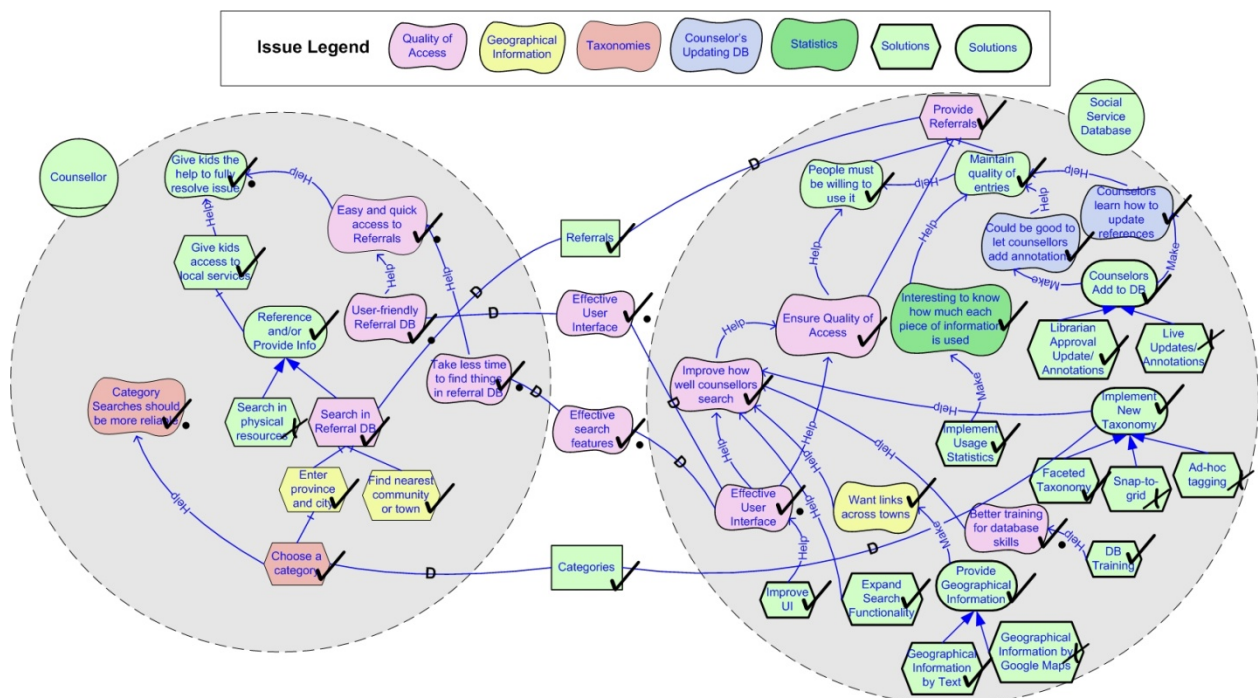 Issue Legend
Quality of
Access
Geographical
Information
Taxonomies
Counselor's
Updating DB
Statistics
Solutions
Solutions
Counsellor
Give kids the
help to fully
resolve issue
Help
Easy and quick
access to
Referrals
Help
Give kids
access to
local services
Help
Help
Reference
and/or
Provide Info
User-friendly
Referral DB
D
Take less time
to find things
in referral DB
D
Category
Searches should
be more reliable
Search in
physical
resources
Search in
Referral DB
Enter
province
and city
Find nearest
community
or town
Help
Choose a
category
D
Referrals
D
D
Effective
User
Interface
D
Effective
search
features
D
Categories
D
Social
Service
Database
Provide
Referrals
People must
be willing to
use it
Help
Maintain
quality of
entries
Help
Counselors
learn how to
update
references
Could be good to
let counsellors
add annotation
Make
Make
Counselors
Add to DB
Help
Help
Ensure Quality of
Access
Interesting to know
how much each
piece of information
is used
Librarian
Approval
Update/
Annotations
Live
Updates/
Annotations
Help
Improve how
well counsellors
search
Make
Help
Implement
New
Taxonomy
Implement
Usage
Statistics
Faceted
Taxonomy
Snap-to-
grid
Ad-hoc
tagging
Help
Help
Help
Help
Help
Effective
User
Interface
Want links
across towns
Better training
for database
skills
Help
DB
Training
Help
Make
Provide
Geographical
Information
Improve
UI
Expand
Search
Functionality
Geographical
Information
by Text
Geographical
Information by
Google Maps